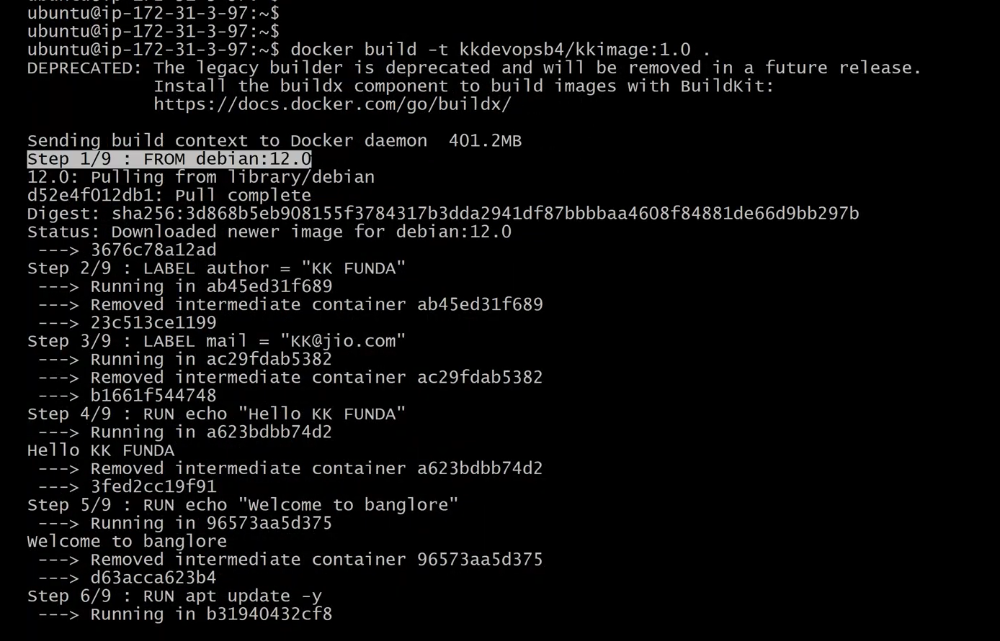 ubuntu@ip-172-31-3-97:~$
ubuntu@ip-172-31-3-97:~$
ubuntu@ip-172-31-3-97:~$ docker build -t kkdevopsb4/kkimage:1.0 .
DEPRECATED: The legacy builder is deprecated and will be removed in a future release.
Install the buildx component to build images with BuildKit:
https://docs.docker.com/go/buildx/
Sending build context to Docker daemon  401.2MB
Step 1/9 : FROM debian:12.0
12.0: Pulling from library/debian
d52e4f012db1: Pull complete
Digest: sha256:3d868b5eb908155f3784317b3dda2941df87bbbbaa4608f84881de66d9bb297b
Status: Downloaded newer image for debian:12.0
---> 3676c78a12ad
Step 2/9 : LABEL author = "KK FUNDA"
---> Running in ab45ed31f689
---> Removed intermediate container ab45ed31f689
---> 23c513ce1199
Step 3/9 : LABEL mail = "KK@jio.com"
---> Running in ac29fdab5382
---> Removed intermediate container ac29fdab5382
---> b1661f544748
Step 4/9 : RUN echo "Hello KK FUNDA"
---> Running in a623bdbb74d2
Hello KK FUNDA
---> Removed intermediate container a623bdbb74d2
---> 3fed2cc19f91
Step 5/9 : RUN echo "Welcome to banglore"
---> Running in 96573aa5d375
Welcome to banglore
---> Removed intermediate container 96573aa5d375
---> d63acca623b4
Step 6/9 : RUN apt update -y
---> Running in b31940432cf8